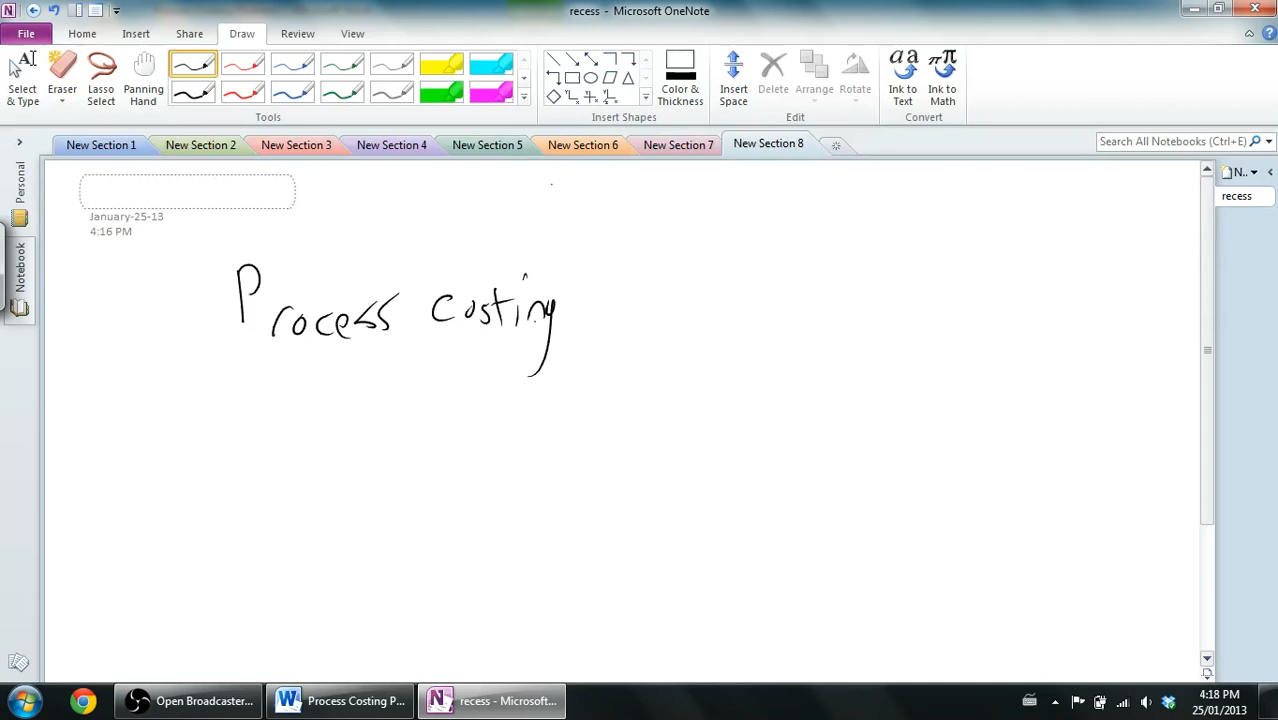 recess - Microsoft OneNote
File Home Insert Share Draw Review View
Select & Type
Eraser
Lasso Select
Panning Hand
Color & Thickness
Insert Space
Delete Arrange Rotate
Ink to Text
Ink to Math
Tools Insert Shapes Edit Convert
New Section 1 New Section 2 New Section 3 New Section 4 New Section 5 New Section 6 New Section 7 New Section 8
Search All Notebooks (Ctrl+E)
N..
recess
Personal
Notebook
January-25-13
4:16 PM
Process costing
Open Broadcaster... Process Costing P... recess - Microsoft...
4:18 PM
25/01/2013